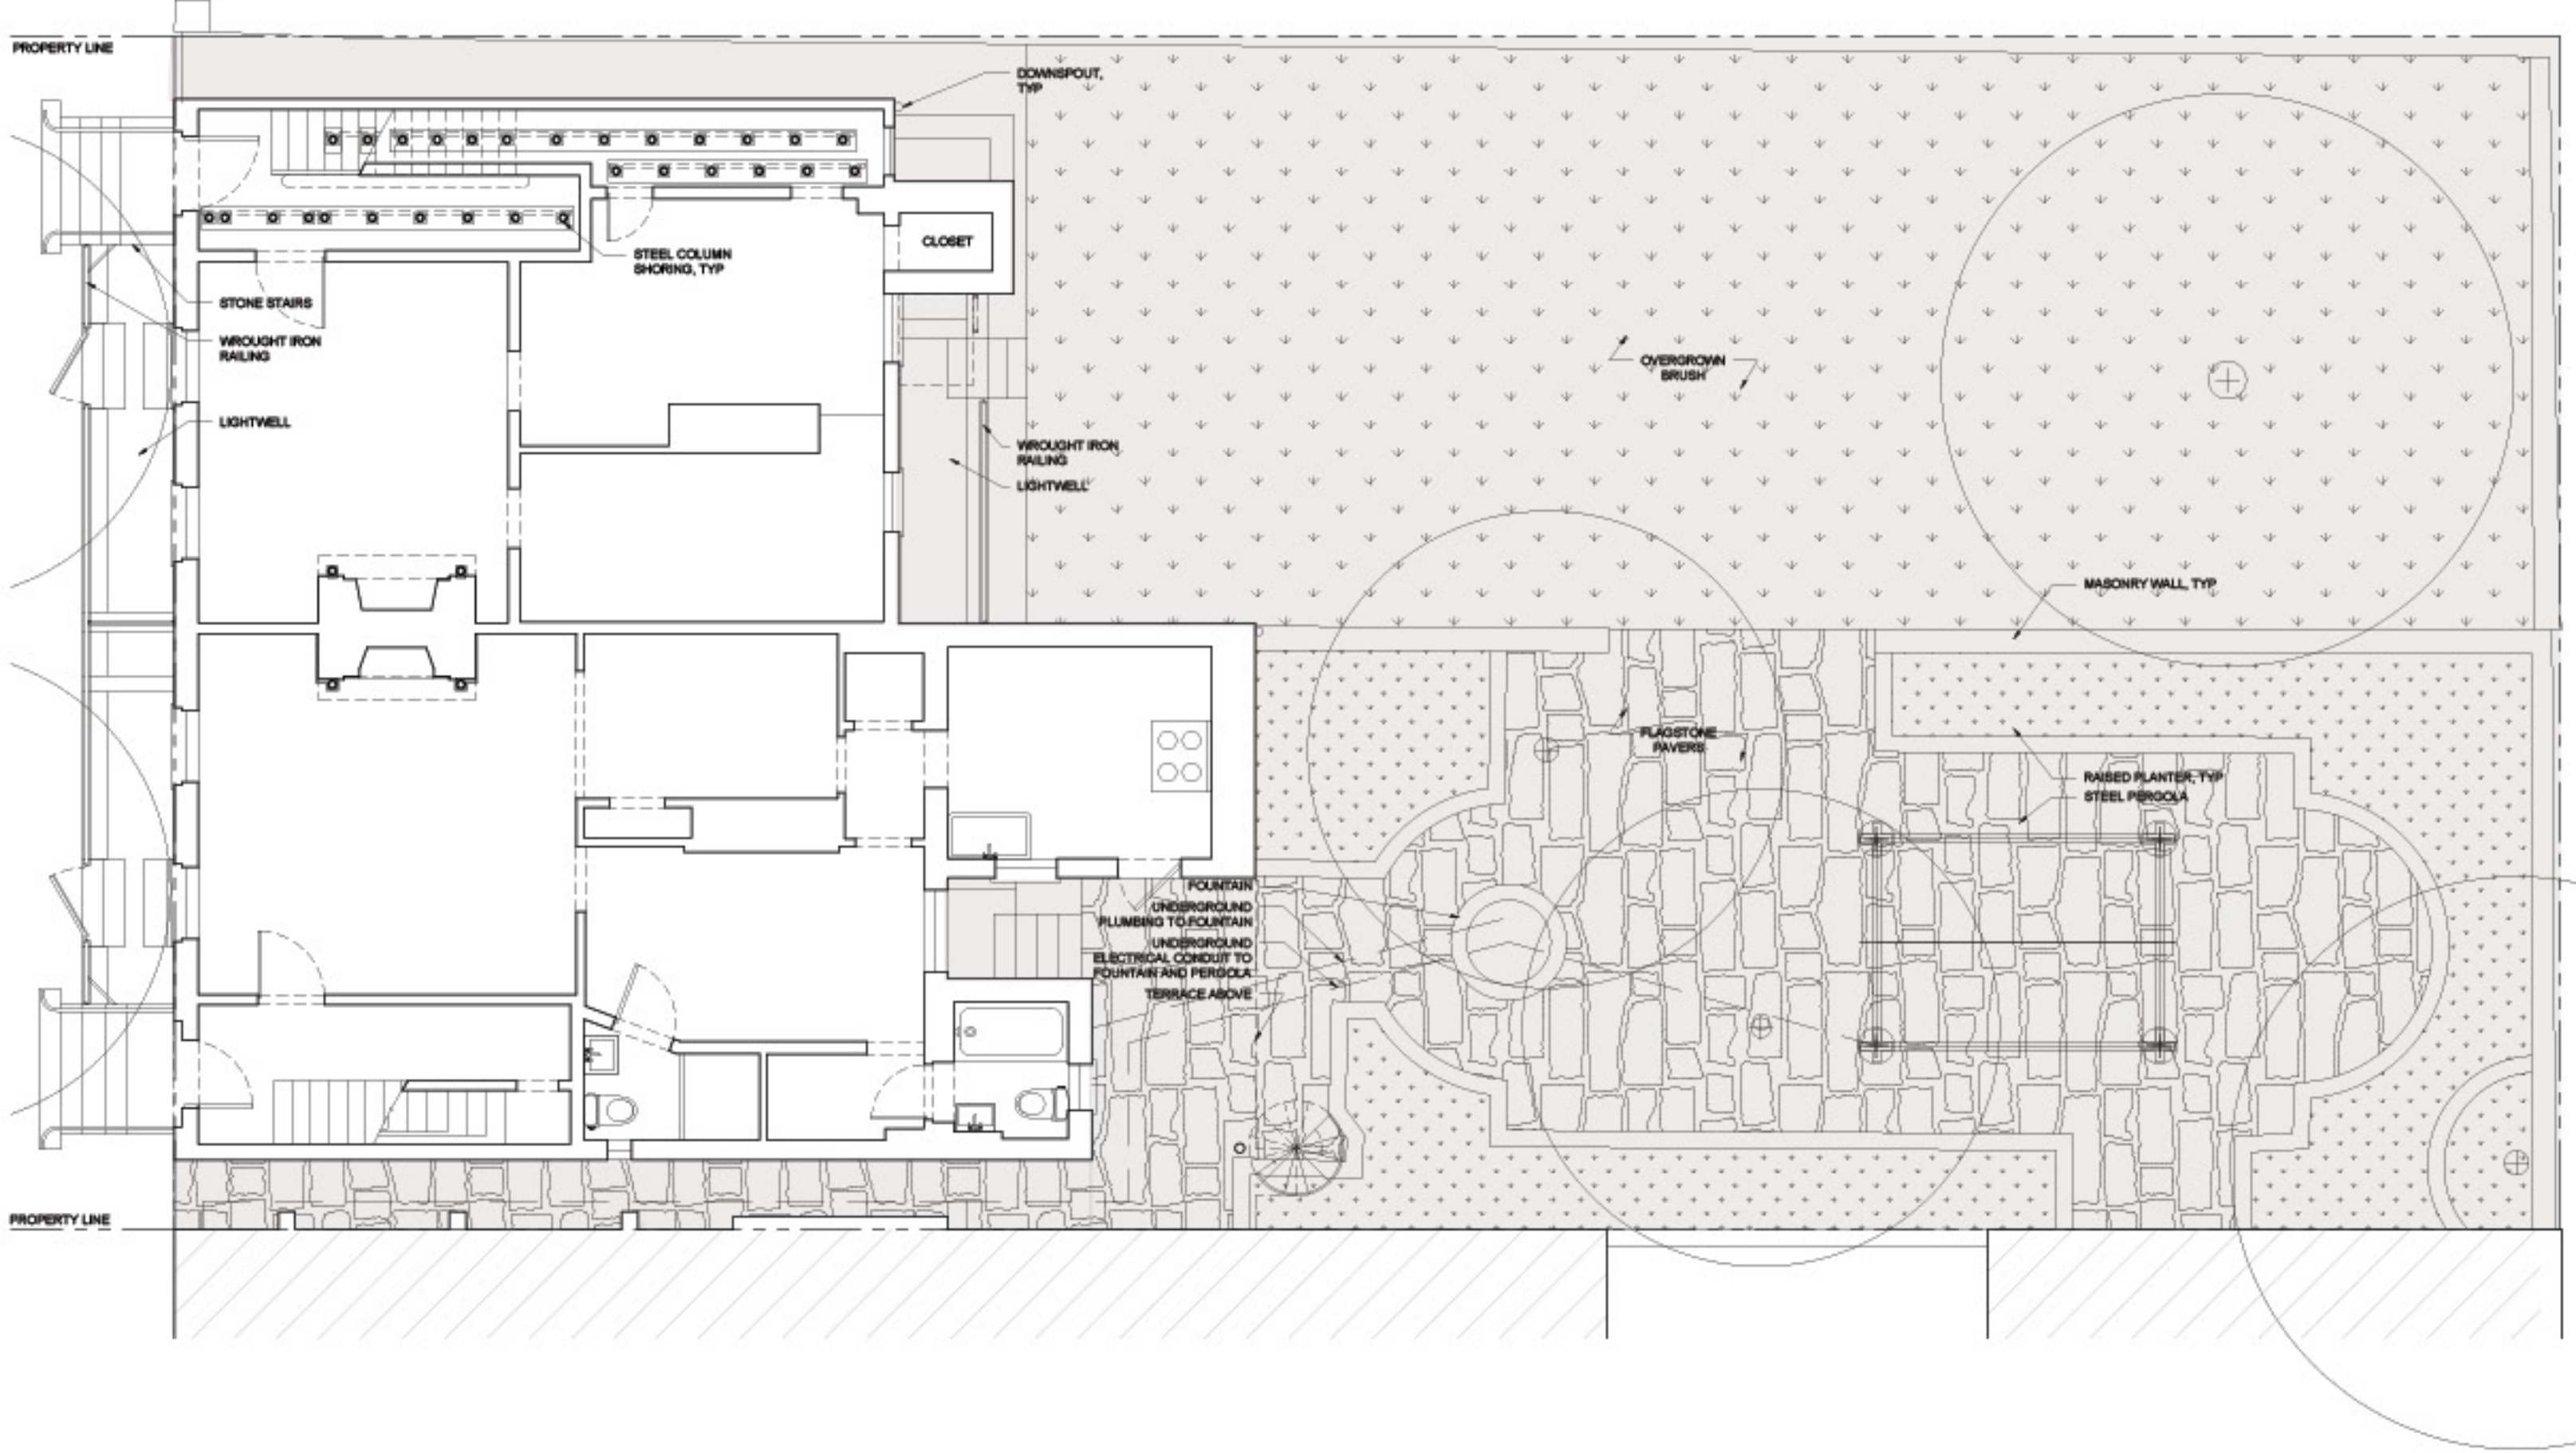 PROPERTY LINE
DOWNSPOUT,
TYP
CLOSET
STEEL COLUMN
SHORING, TYP
STONE STAIRS
WROUGHT IRON
RAILING
LIGHTWELL
OVERGROWN
BRUSH
WROUGHT IRON
RAILING
LIGHTWELL
MASONRY WALL, TYP
FLAGSTONE
PAVERS
RAISED PLANTER, TYP
STEEL PERGOLA
FOUNTAIN
UNDERGROUND
PLUMBING TO FOUNTAIN
UNDERGROUND
ELECTRICAL CONDUIT TO
FOUNTAIN AND PERGOLA
TERRACE ABOVE
PROPERTY LINE